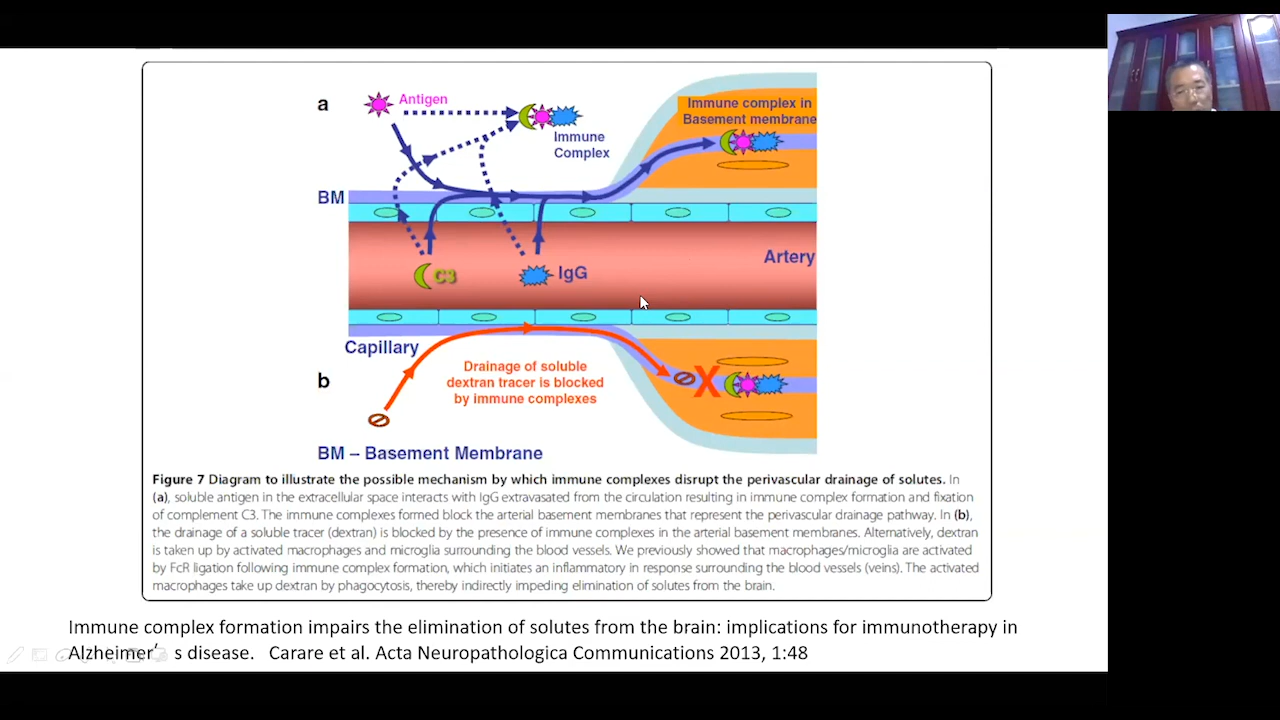 a
Antigen
Immune
Complex
Immune complex in
Basement membrane
BM
C3
IgG
Artery
Capillary
b
Drainage of soluble
dextran tracer is blocked
by immune complexes
X
BM – Basement Membrane
Figure 7 Diagram to illustrate the possible mechanism by which immune complexes disrupt the perivascular drainage of solutes. In
(a), soluble antigen in the extracellular space interacts with IgG extravasated from the circulation resulting in immune complex formation and fixation
of complement C3. The immune complexes formed block the arterial basement membranes that represent the perivascular drainage pathway. In (b),
the drainage of a soluble tracer (dextran) is blocked by the presence of immune complexes in the arterial basement membranes. Alternatively, dextran
is taken up by activated macrophages and microglia surrounding the blood vessels. We previously showed that macrophages/microglia are activated
by FcR ligation following immune complex formation, which initiates an inflammatory in response surrounding the blood vessels (veins). The activated
macrophages take up dextran by phagocytosis, thereby indirectly impeding elimination of solutes from the brain.
Immune complex formation impairs the elimination of solutes from the brain: implications for immunotherapy in
Alzheimer’ s disease. Carare et al. Acta Neuropathologica Communications 2013, 1:48